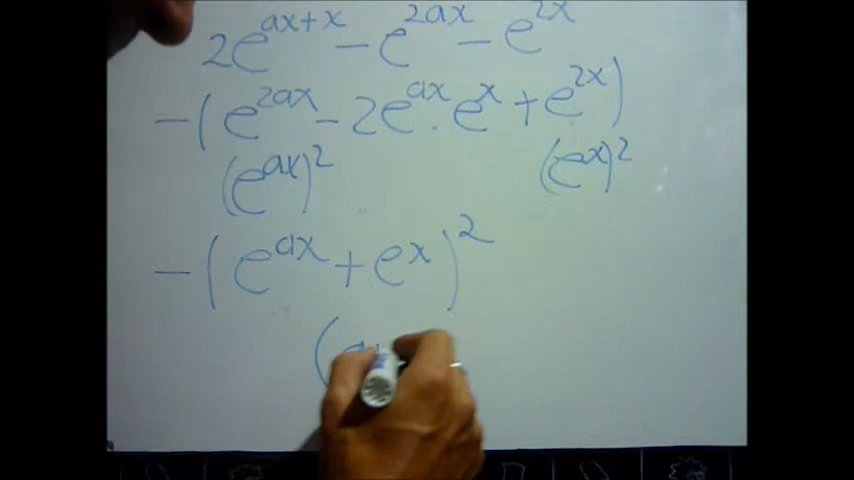 2e^{ax+x} - e^{2ax} - e^{2x}
-(e^{2ax} - 2e^{ax} · e^x + e^{2x})
(e^{ax})^2 (e^x)^2
-(e^{ax} + e^x)^2
(